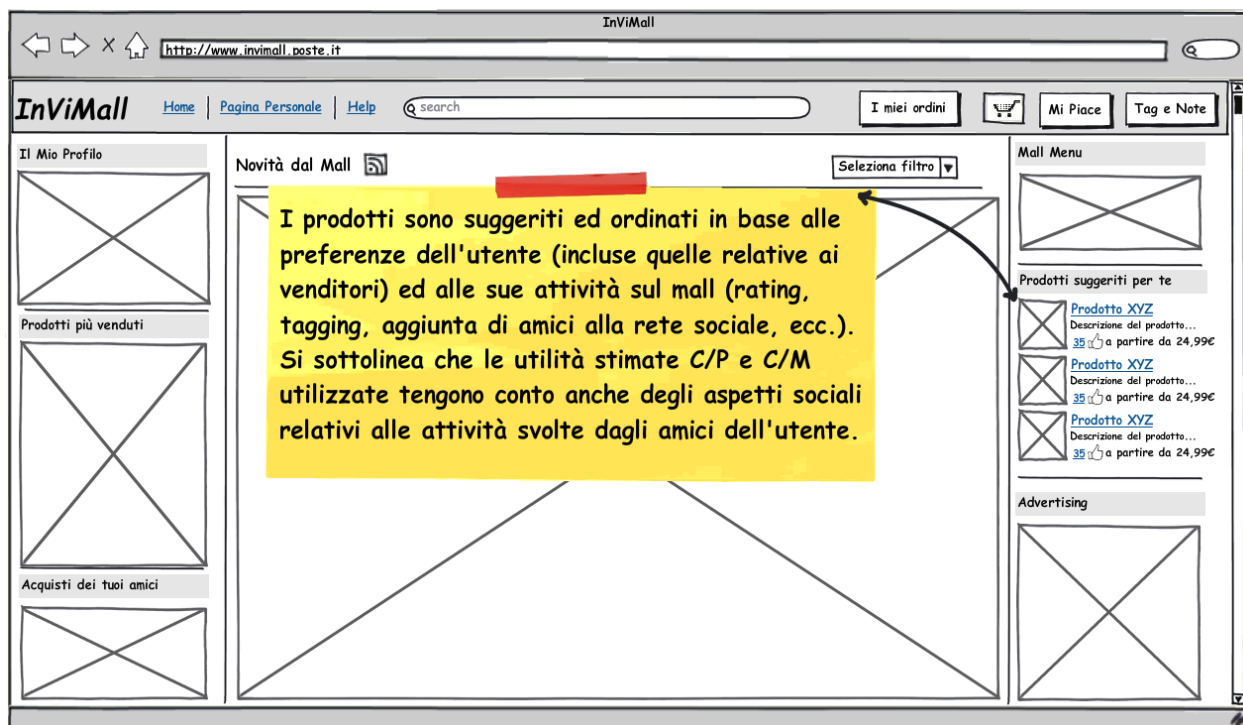 InViMall
http://www.invimall.poste.it
InViMall
Home
Pagina Personale
Help
search
I miei ordini
Mi Piace
Tag e Note
Il Mio Profilo
Prodotti più venduti
Acquisti dei tuoi amici
Novità dal Mall
Seleziona filtro
I prodotti sono suggeriti ed ordinati in base alle
preferenze dell'utente (incluse quelle relative ai
venditori) ed alle sue attività sul mall (rating,
tagging, aggiunta di amici alla rete sociale, ecc.).
Si sottolinea che le utilità stimate C/P e C/M
utilizzate tengono conto anche degli aspetti sociali
relativi alle attività svolte dagli amici dell'utente.
Mall Menu
Prodotti suggeriti per te
Prodotto XYZ
Descrizione del prodotto...
35 a partire da 24,99€
Prodotto XYZ
Descrizione del prodotto...
35 a partire da 24,99€
Prodotto XYZ
Descrizione del prodotto...
35 a partire da 24,99€
Advertising